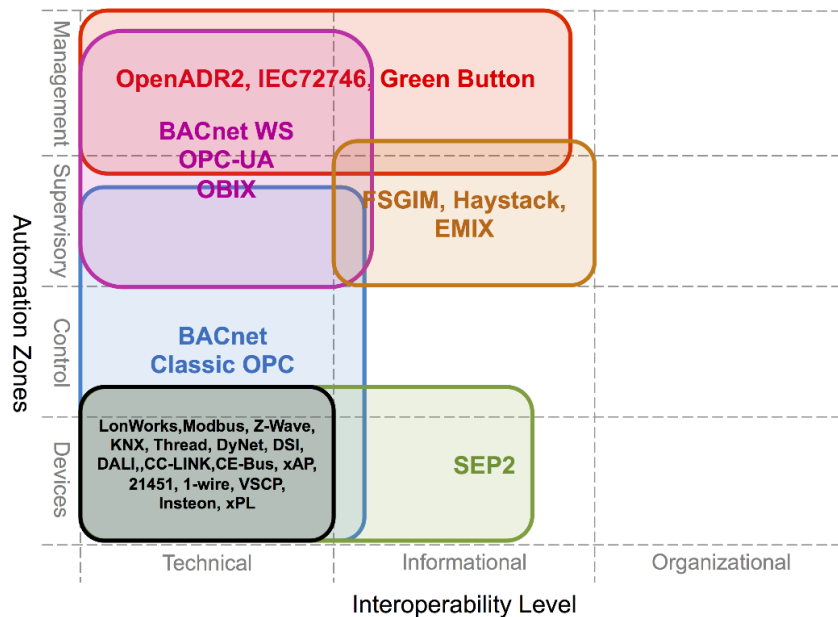 Management
OpenADR2, IEC72746, Green Button
BACnet WS
OPC-UA
OBIX
Supervisory
FSGIM, Haystack,
EMIX
Automation Zones
Control
BACnet
Classic OPC
Devices
LonWorks,Modbus, Z-Wave,
KNX, Thread, DyNet, DSI,
DALI,,CC-LINK,CE-Bus, xAP,
21451, 1-wire, VSCP,
Insteon, xPL
SEP2
Technical
Informational
Organizational
Interoperability Level